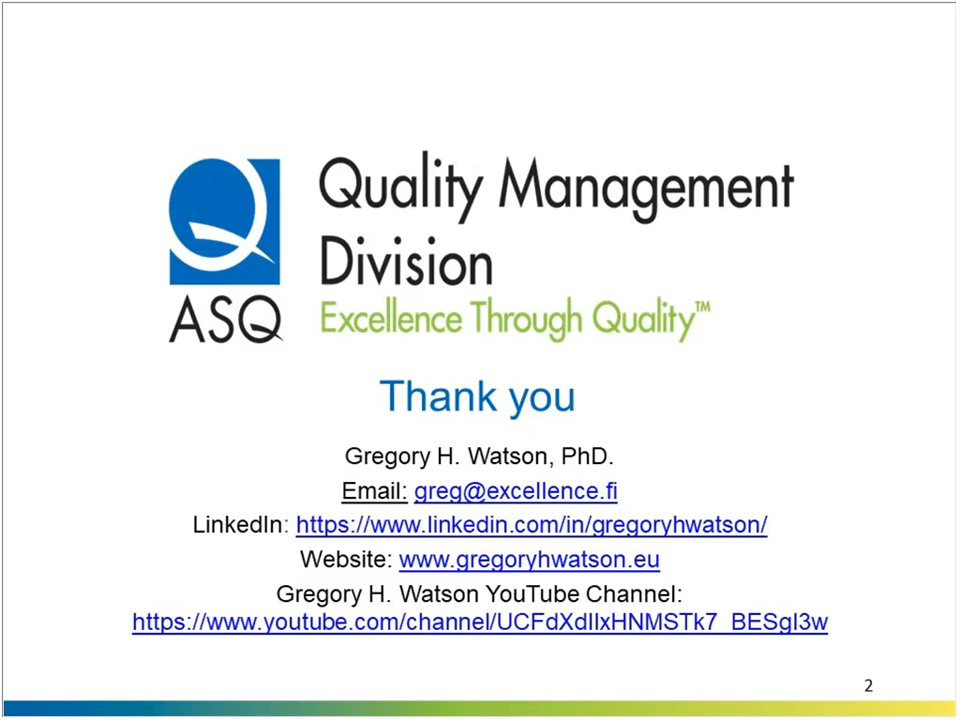 Quality Management
Division
ASQ
Excellence Through Quality™
Thank you
Gregory H. Watson, PhD.
Email: greg@excellence.fi
LinkedIn: https://www.linkedin.com/in/gregoryhwatson/
Website: www.gregoryhwatson.eu
Gregory H. Watson YouTube Channel:
https://www.youtube.com/channel/UCFdXdIIxHNMSTk7_BESgI3w
2